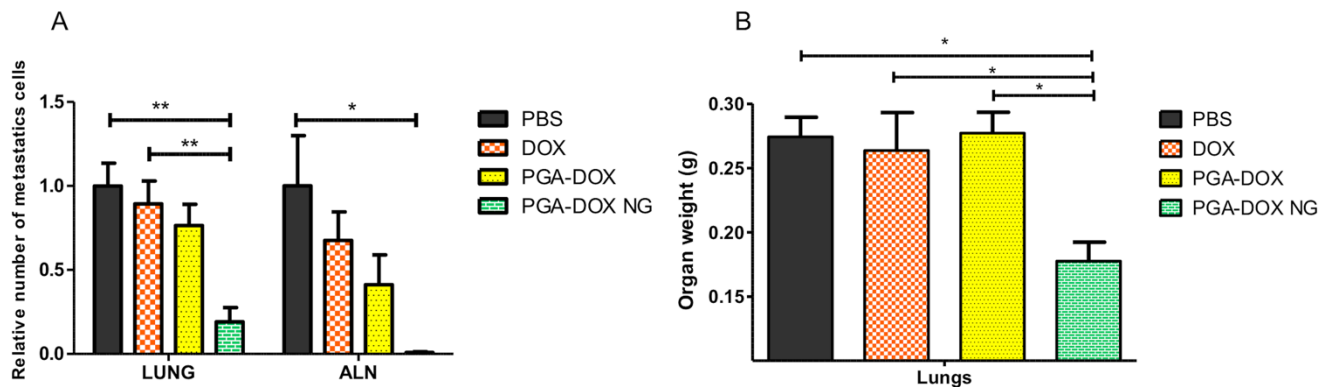 A
Relative number of metastatics cells
1.5
1.0
0.5
0.0
**
**
*
LUNG
ALN
PBS
DOX
PGA-DOX
PGA-DOX NG
B
Organ weight (g)
0.30
0.25
0.20
0.15
*
*
*
Lungs
PBS
DOX
PGA-DOX
PGA-DOX NG